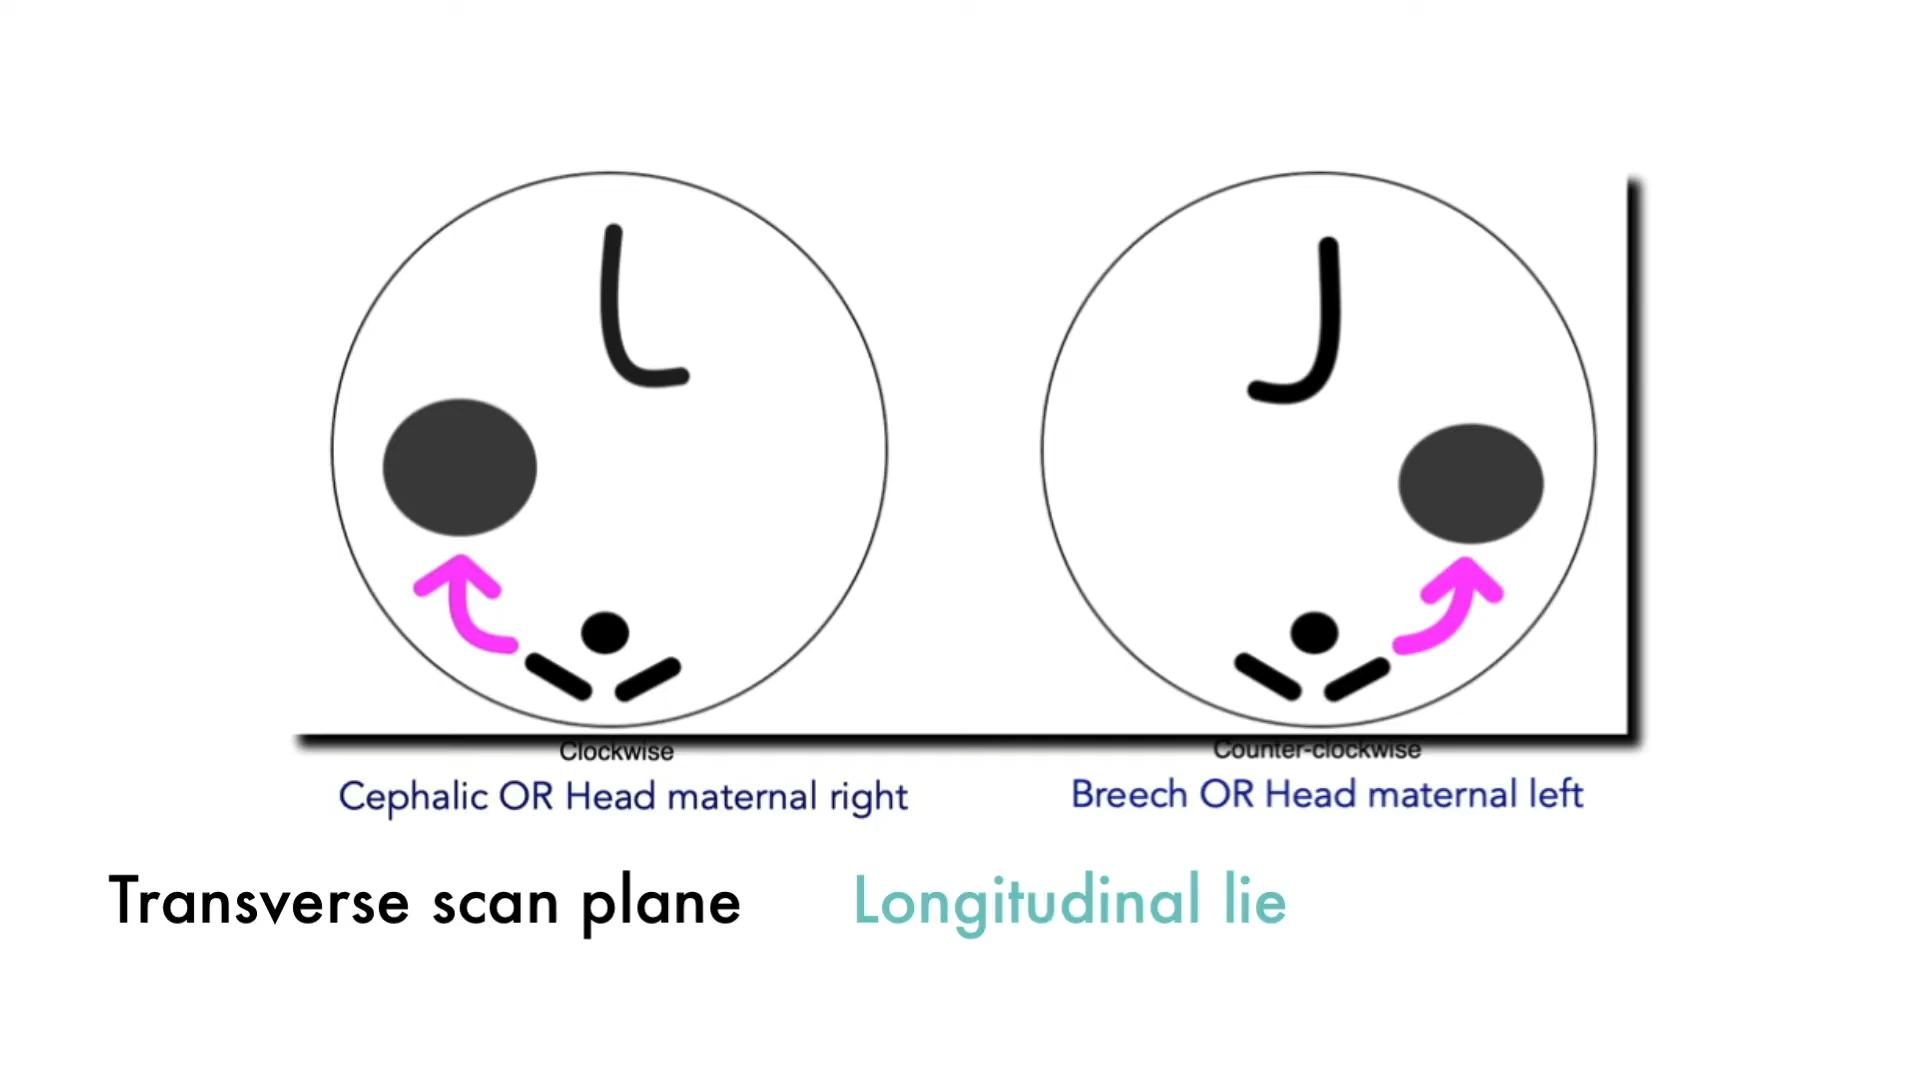 Clockwise
Counter-clockwise
Cephalic OR Head maternal right
Breech OR Head maternal left
Transverse scan plane
Longitudinal lie